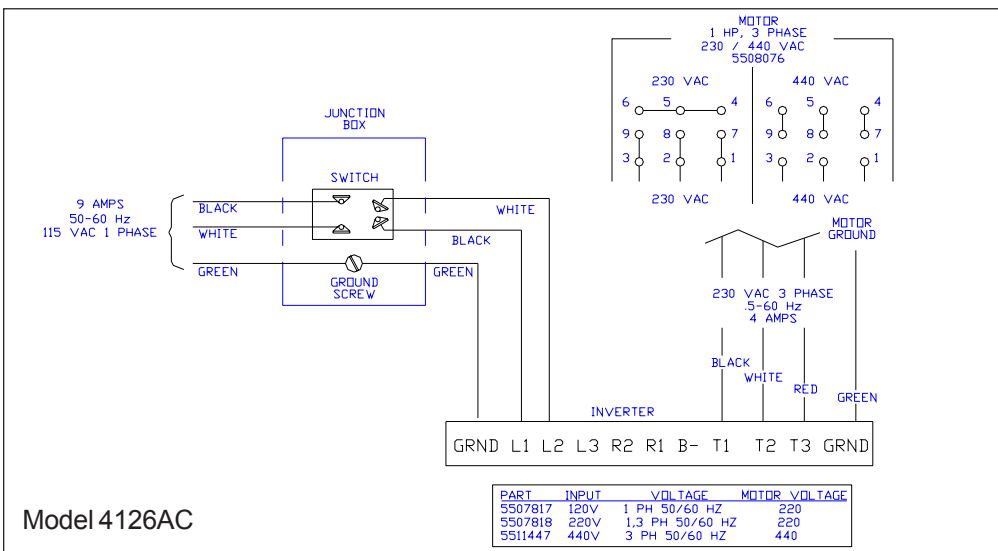 MOTOR
1 HP, 3 PHASE
230 / 440 VAC
5508076
230 VAC 440 VAC
6 5 4 6 5 4
9 8 7 9 8 7
3 2 1 3 2 1
230 VAC 440 VAC
JUNCTION
BOX
SWITCH
9 AMPS
50-60 Hz
115 VAC 1 PHASE
BLACK
WHITE
GREEN
WHITE
BLACK
GREEN
GROUND
SCREW
MOTOR
GROUND
230 VAC 3 PHASE
.5-60 Hz
4 AMPS
BLACK
WHITE
RED
GREEN
INVERTER
GRND L1 L2 L3 R2 R1 B- T1 T2 T3 GRND
PART INPUT VOLTAGE MOTOR VOLTAGE
5507817 120V 1 PH 50/60 HZ 220
5507818 220V 1,3 PH 50/60 HZ 220
5511447 440V 3 PH 50/60 HZ 440
Model 4126AC